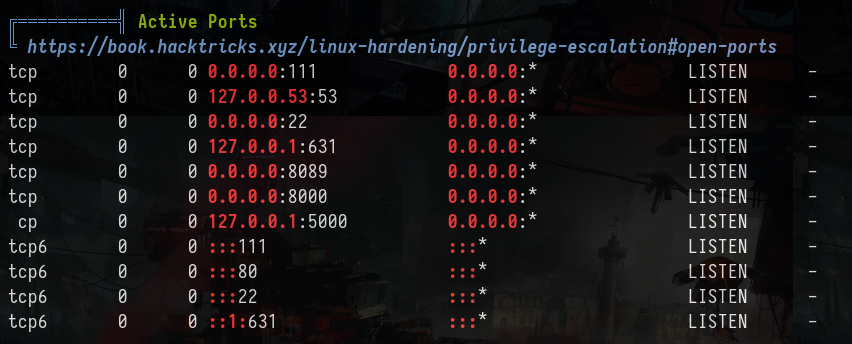 ╔══════════╣ Active Ports
╚ https://book.hacktricks.xyz/linux-hardening/privilege-escalation#open-ports
tcp        0      0 0.0.0.0:111             0.0.0.0:*               LISTEN      -
tcp        0      0 127.0.0.53:53           0.0.0.0:*               LISTEN      -
tcp        0      0 0.0.0.0:22              0.0.0.0:*               LISTEN      -
tcp        0      0 127.0.0.1:631           0.0.0.0:*               LISTEN      -
tcp        0      0 0.0.0.0:8089            0.0.0.0:*               LISTEN      -
tcp        0      0 0.0.0.0:8000            0.0.0.0:*               LISTEN      -
 cp        0      0 127.0.0.1:5000          0.0.0.0:*               LISTEN      -
tcp6       0      0 :::111                  :::*                    LISTEN      -
tcp6       0      0 :::80                   :::*                    LISTEN      -
tcp6       0      0 :::22                   :::*                    LISTEN      -
tcp6       0      0 ::1:631                 :::*                    LISTEN      -